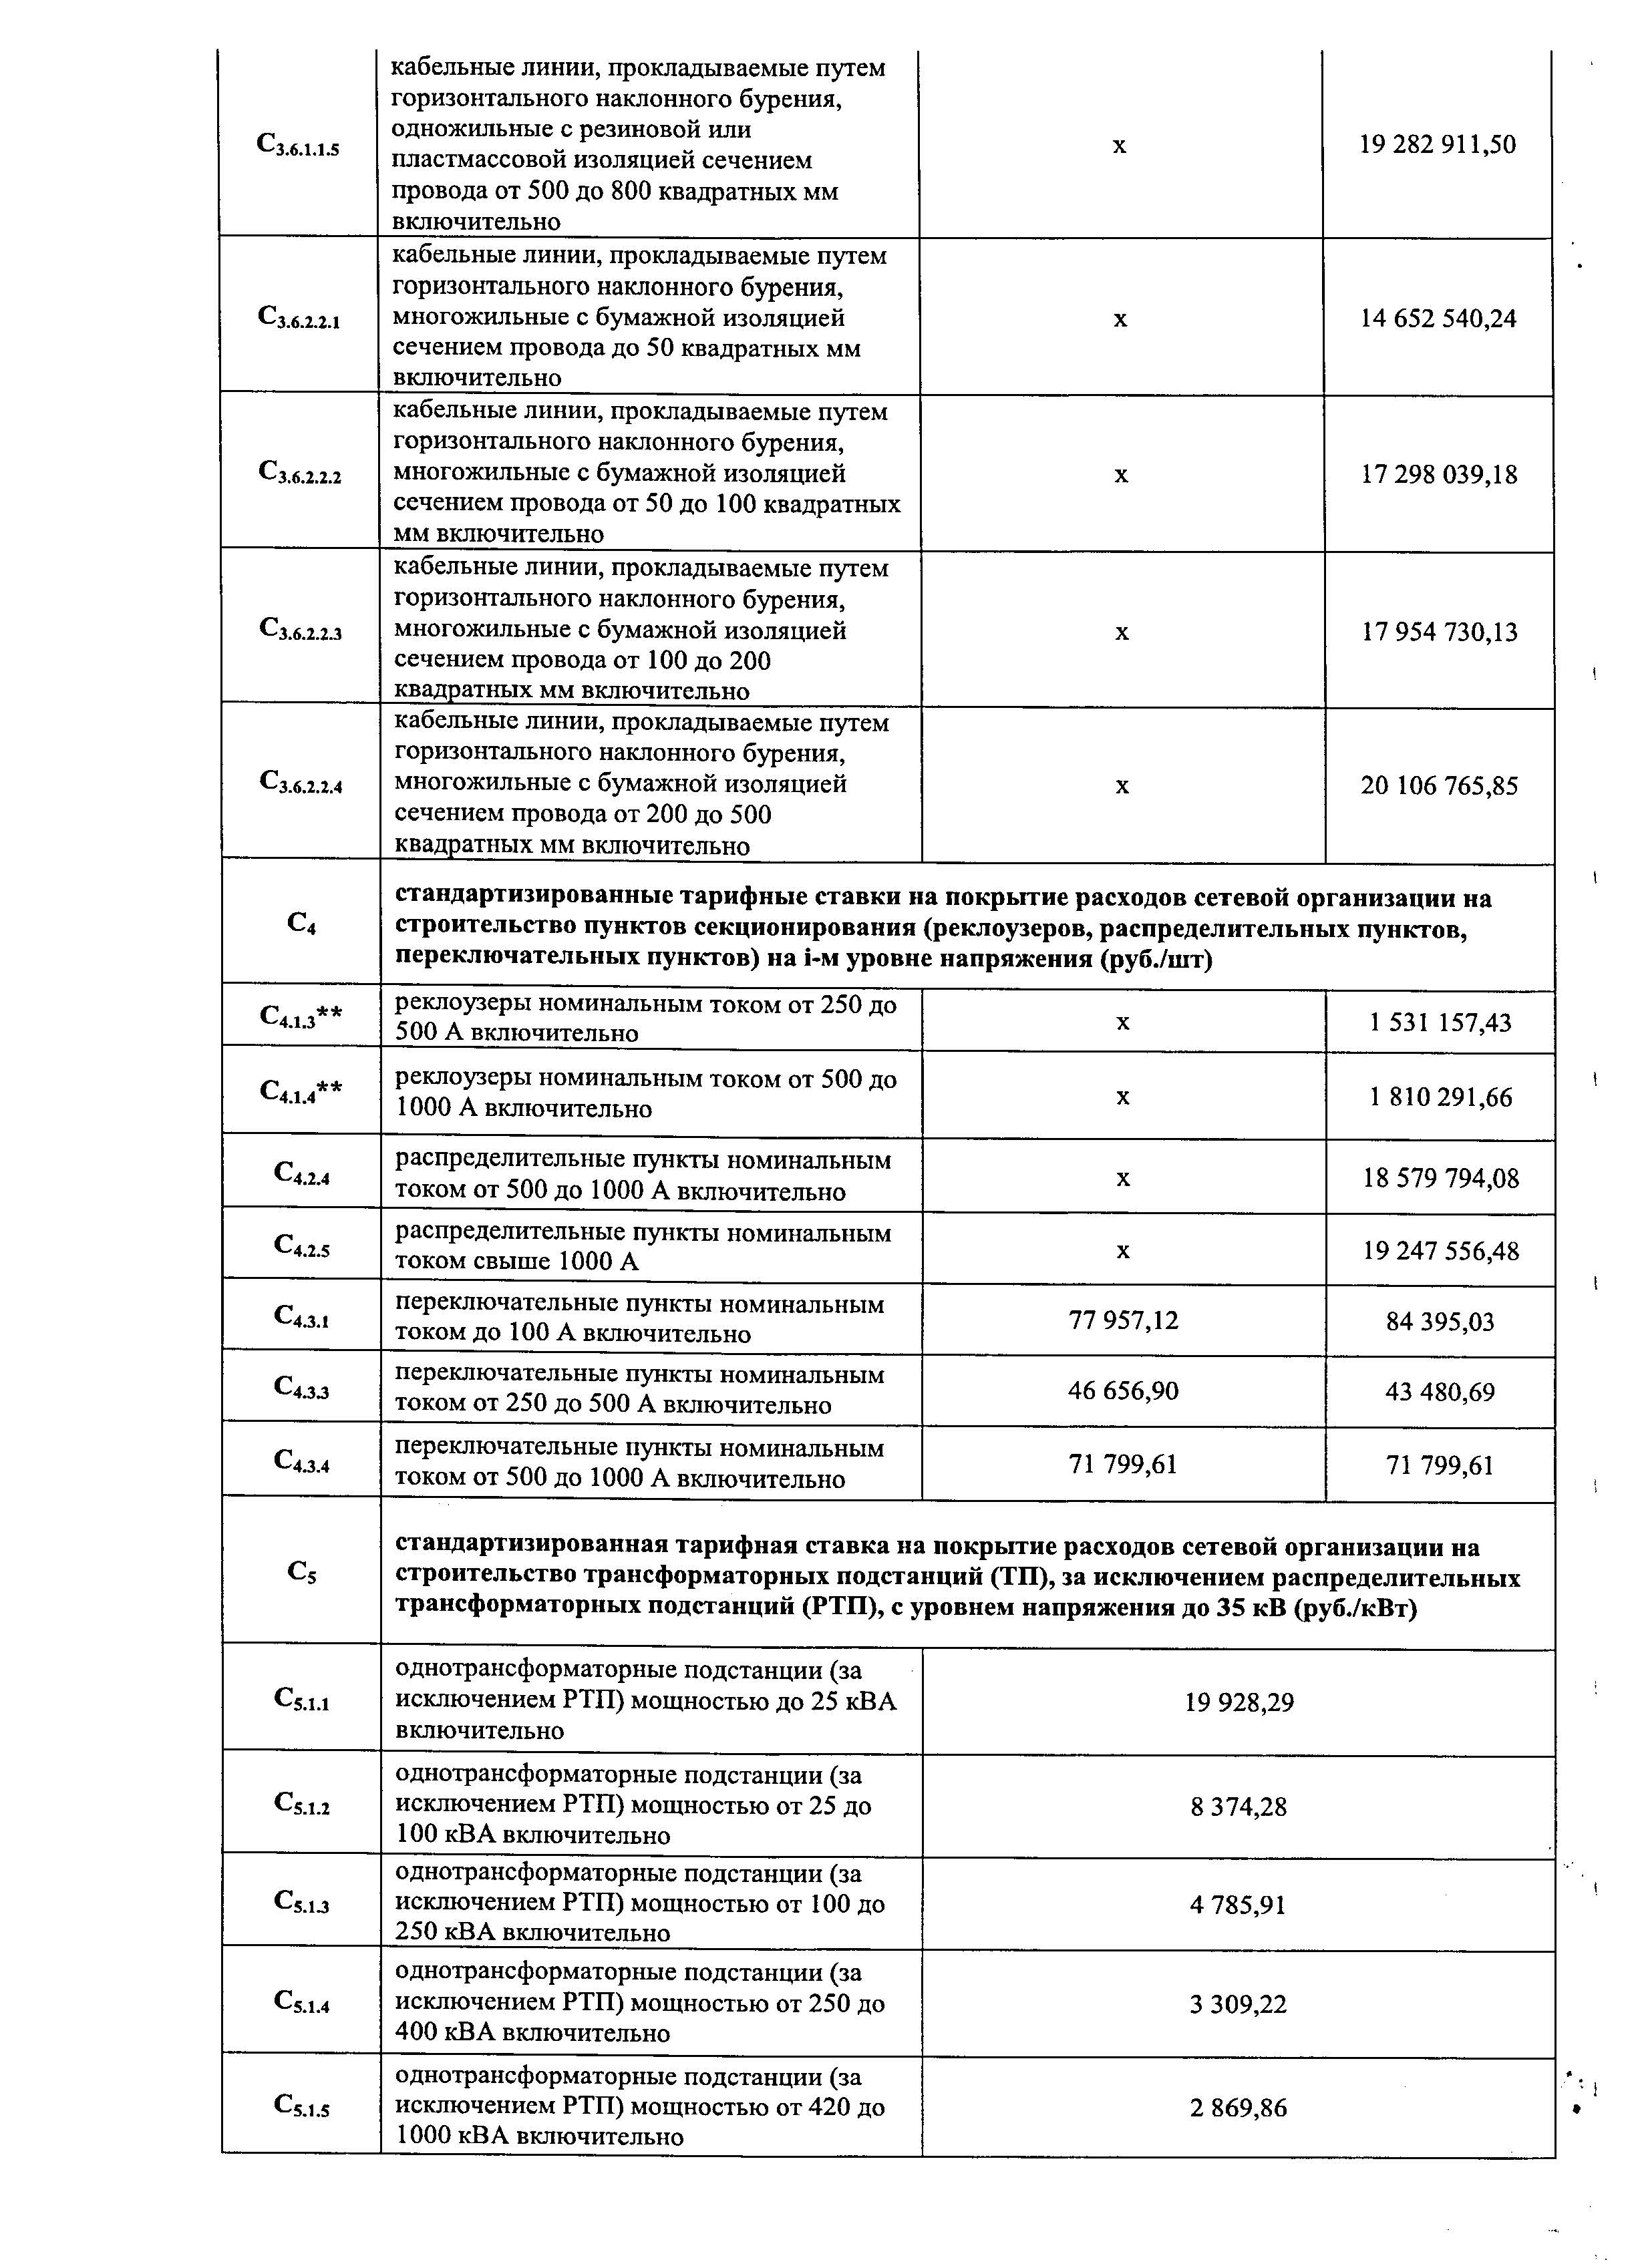 кабельные линии, прокладываемые путем
горизонтального наклонного бурения,
одножильные с резиновой или
С3.6.1.1.5 х 19 282 911,50
пластмассовой изоляцией сечением
провода от 500 до 800 квадратных мм
включительно
кабельные линии, прокладываемые путем
горизонтального наклонного бурения,
С3.6.2.2.1 многожильные с бумажной изоляцией х 14 652 540,24
сечением провода до 50 квадратных мм
включительно
кабельные линии, прокладываемые путем
горизонтального наклонного бурения,
С3.6.2.2.2 многожильные с бумажной изоляцией х 17 298 039,18
сечением провода от 50 до 100 квадратных
мм включительно
кабельные линии, прокладываемые путем
горизонтального наклонного бурения,
С3.6.2.2.3 многожильные с бумажной изоляцией х 17 954 730,13
сечением провода от 100 до 200
квадратных мм включительно
кабельные линии, прокладываемые путем
горизонтального наклонного бурения,
С3.6.2.2.4 многожильные с бумажной изоляцией х 20 106 765,85
сечением провода от 200 до 500
квадратных мм включительно
стандартизированные тарифные ставки на покрытие расходов сетевой организации на
С4 строительство пунктов секционирования (реклоузеров, распределительных пунктов,
переключательных пунктов) на i-м уровне напряжения (руб./шт)
С4.1.3** реклоузеры номинальным током от 250 до х 1 531 157,43
500 А включительно
С4.1.4** реклоузеры номинальным током от 500 до х 1 810 291,66
1000 А включительно
С4.2.4 распределительные пункты номинальным х 18 579 794,08
током от 500 до 1000 А включительно
С4.2.5 распределительные пункты номинальным х 19 247 556,48
током свыше 1000 А
С4.3.1 переключательные пункты номинальным 77 957,12 84 395,03
током до 100 А включительно
С4.3.3 переключательные пункты номинальным 46 656,90 43 480,69
током от 250 до 500 А включительно
С4.3.4 переключательные пункты номинальным 71 799,61 71 799,61
током от 500 до 1000 А включительно
стандартизированная тарифная ставка на покрытие расходов сетевой организации на
С5 строительство трансформаторных подстанций (ТП), за исключением распределительных
трансформаторных подстанций (РТП), с уровнем напряжения до 35 кВ (руб./кВт)
однотрансформаторные подстанции (за
С5.1.1 исключением РТП) мощностью до 25 кВА 19 928,29
включительно
однотрансформаторные подстанции (за
С5.1.2 исключением РТП) мощностью от 25 до 8 374,28
100 кВА включительно
однотрансформаторные подстанции (за
С5.1.3 исключением РТП) мощностью от 100 до 4 785,91
250 кВА включительно
однотрансформаторные подстанции (за
С5.1.4 исключением РТП) мощностью от 250 до 3 309,22
400 кВА включительно
однотрансформаторные подстанции (за
С5.1.5 исключением РТП) мощностью от 420 до 2 869,86
1000 кВА включительно